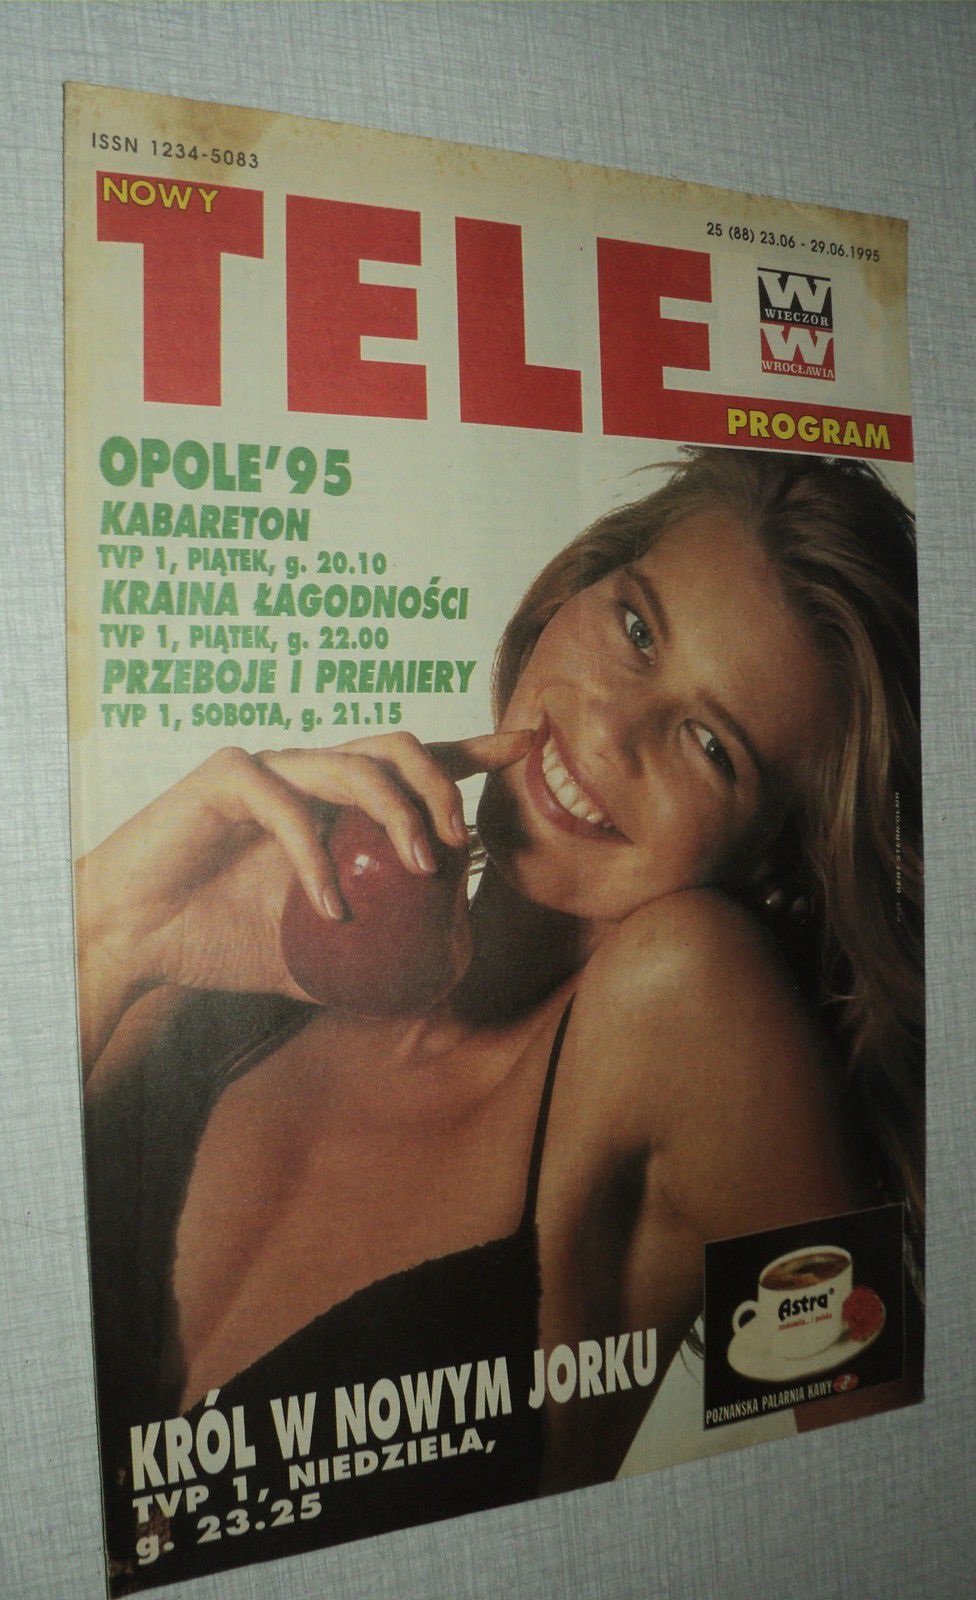 ISSN 1234-5083
NOWY
TELE
25 (88) 23.06 - 29.06.1995
W
WIECZÓR
W
WROCŁAWIA
PROGRAM
OPOLE'95
KABARETON
TVP 1, PIĄTEK, g. 20.10
KRAINA ŁAGODNOŚCI
TVP 1, PIĄTEK, g. 22.00
PRZEBOJE I PREMIERY
TVP 1, SOBOTA, g. 21.15
Astra
POZNAŃSKA PALARNIA KAWY
KRÓL W NOWYM JORKU
TVP 1, NIEDZIELA,
g. 23.25